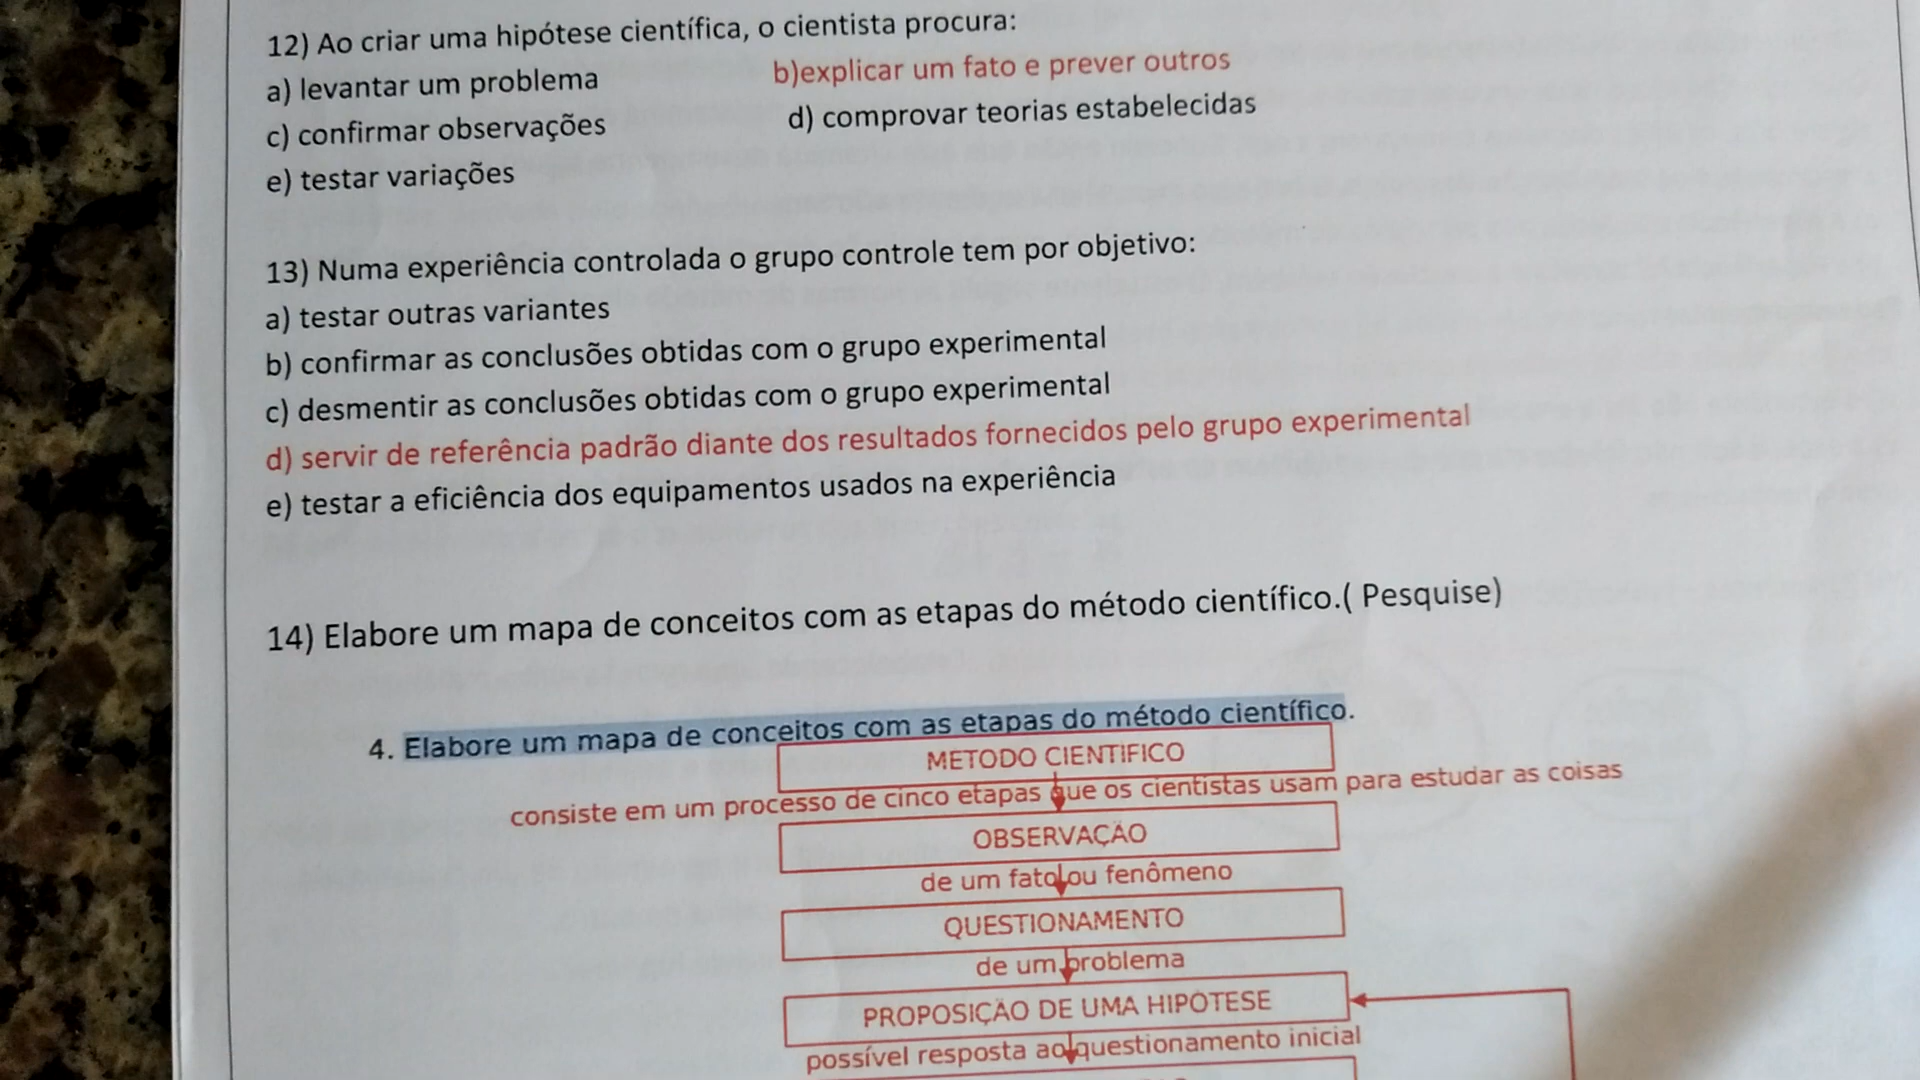 12) Ao criar uma hipótese científica, o cientista procura:
a) levantar um problema b)explicar um fato e prever outros
c) confirmar observações d) comprovar teorias estabelecidas
e) testar variações
13) Numa experiência controlada o grupo controle tem por objetivo:
a) testar outras variantes
b) confirmar as conclusões obtidas com o grupo experimental
c) desmentir as conclusões obtidas com o grupo experimental
d) servir de referência padrão diante dos resultados fornecidos pelo grupo experimental
e) testar a eficiência dos equipamentos usados na experiência
14) Elabore um mapa de conceitos com as etapas do método científico.( Pesquise)
4. Elabore um mapa de conceitos com as etapas do método científico.
MÉTODO CIENTÍFICO
consiste em um processo de cinco etapas que os cientistas usam para estudar as coisas
OBSERVAÇÃO
de um fato ou fenômeno
QUESTIONAMENTO
de um problema
PROPOSIÇÃO DE UMA HIPÓTESE
possível resposta ao questionamento inicial